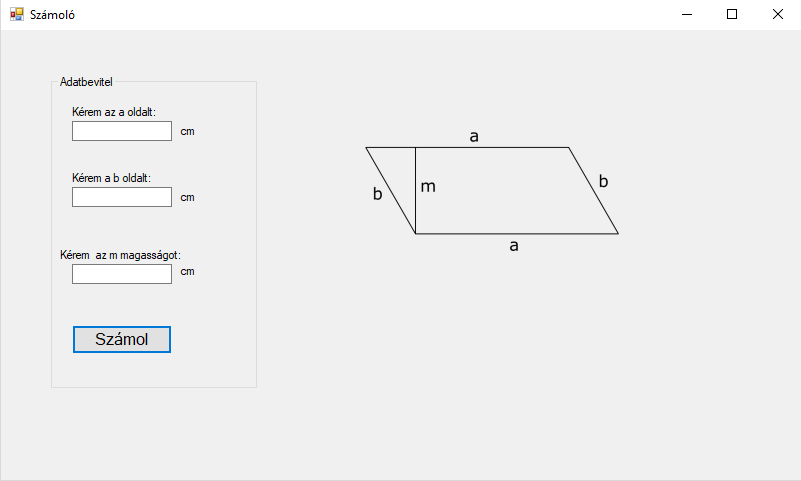 Számoló
Adatbevitel
Kérem az a oldalt:
cm
Kérem a b oldalt:
cm
Kérem  az m magasságot:
cm
Számol
a
b
m
b
a